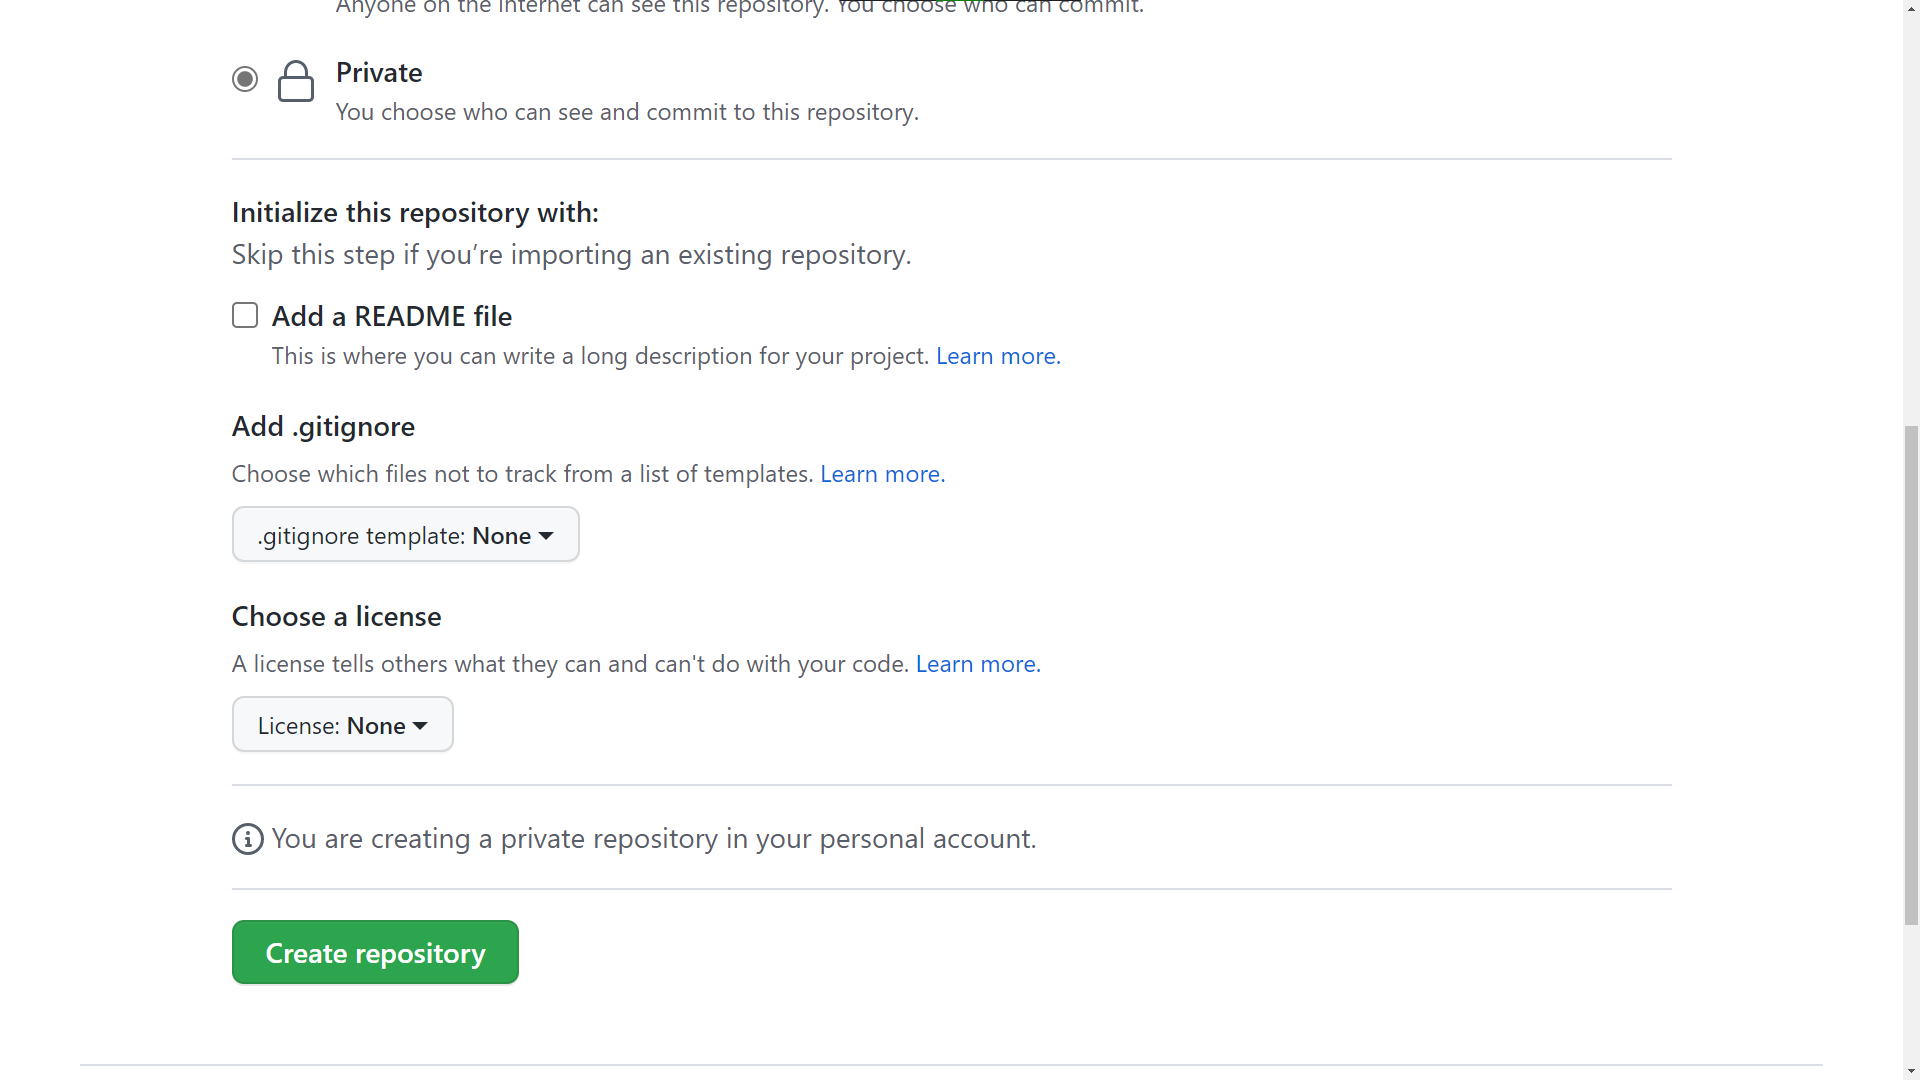 Anyone on the internet can see this repository. You choose who can commit.
Private
You choose who can see and commit to this repository.
Initialize this repository with:
Skip this step if you’re importing an existing repository.
Add a README file
This is where you can write a long description for your project. Learn more.
Add .gitignore
Choose which files not to track from a list of templates. Learn more.
.gitignore template: None
Choose a license
A license tells others what they can and can't do with your code. Learn more.
License: None
You are creating a private repository in your personal account.
Create repository